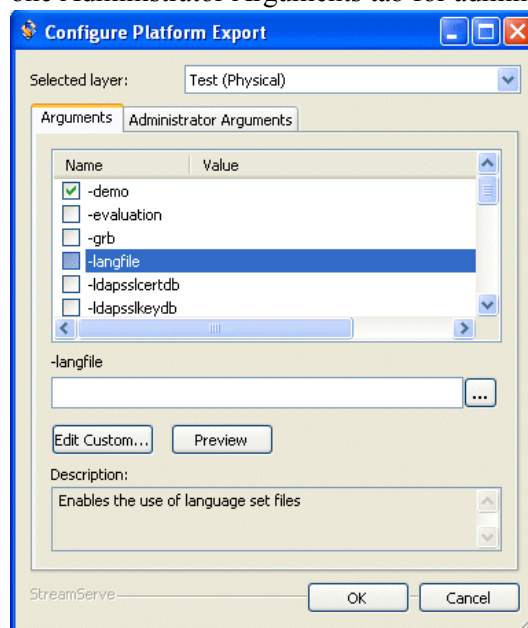 Configure Platform Export
Selected layer: Test (Physical)
Arguments Administrator Arguments
Name Value
-demo
-evaluation
-grb
-langfile
-ldapsslcertdb
-ldapsslkeydb
-langfile
...
Edit Custom... Preview
Description:
Enables the use of language set files
StreamServe
OK Cancel